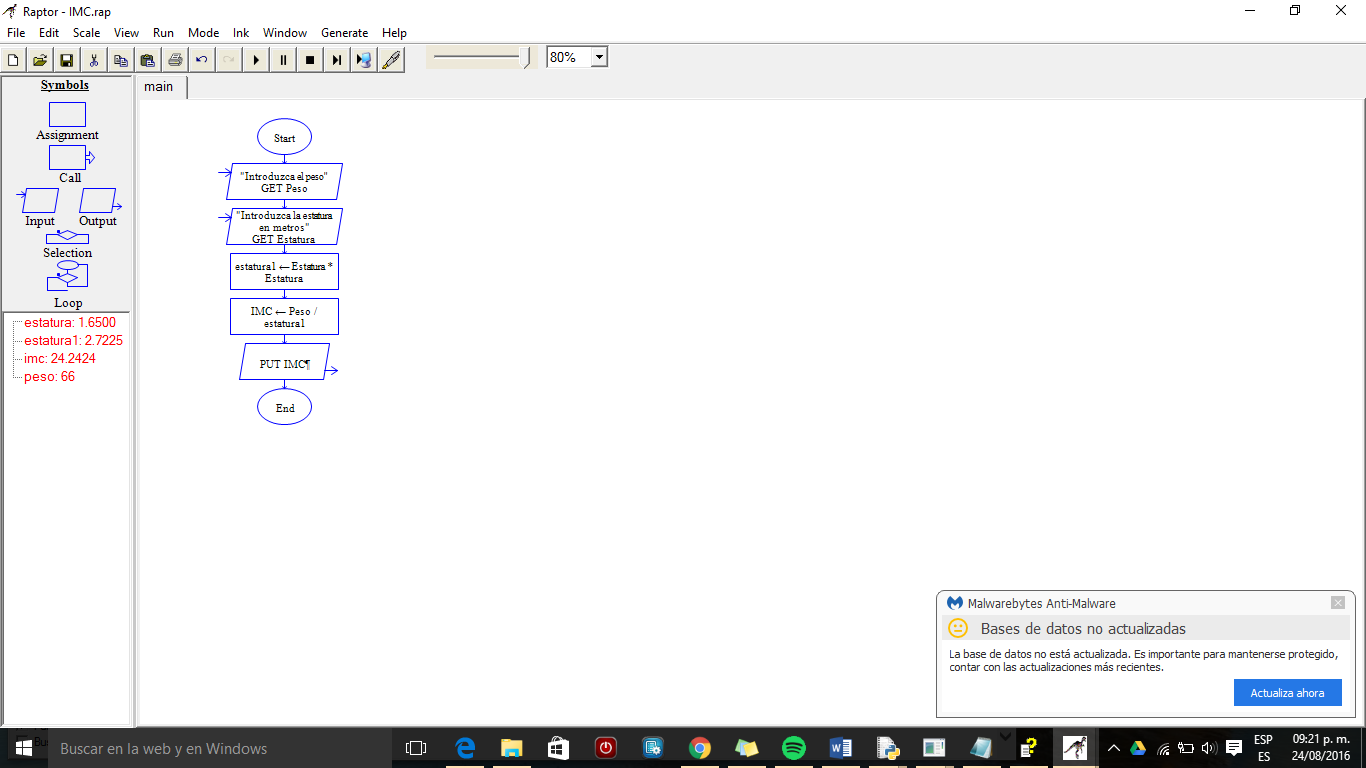 Raptor - IMC.rap
File Edit Scale View Run Mode Ink Window Generate Help
80%
Symbols
Assignment
Call
Input Output
Selection
Loop
estatura: 1.6500
estatura1: 2.7225
imc: 24.2424
peso: 66
main
Start
"Introduzca el peso"
GET Peso
"Introduzca la estatura
en metros"
GET Estatura
estatura1 ← Estatura *
Estatura
IMC ← Peso /
estatura1
PUT IMC¶
End
Malwarebytes Anti-Malware
Bases de datos no actualizadas
La base de datos no está actualizada. Es importante para mantenerse protegido,
contar con las actualizaciones más recientes.
Actualiza ahora
Buscar en la web y en Windows
ESP
ES
09:21 p. m.
24/08/2016